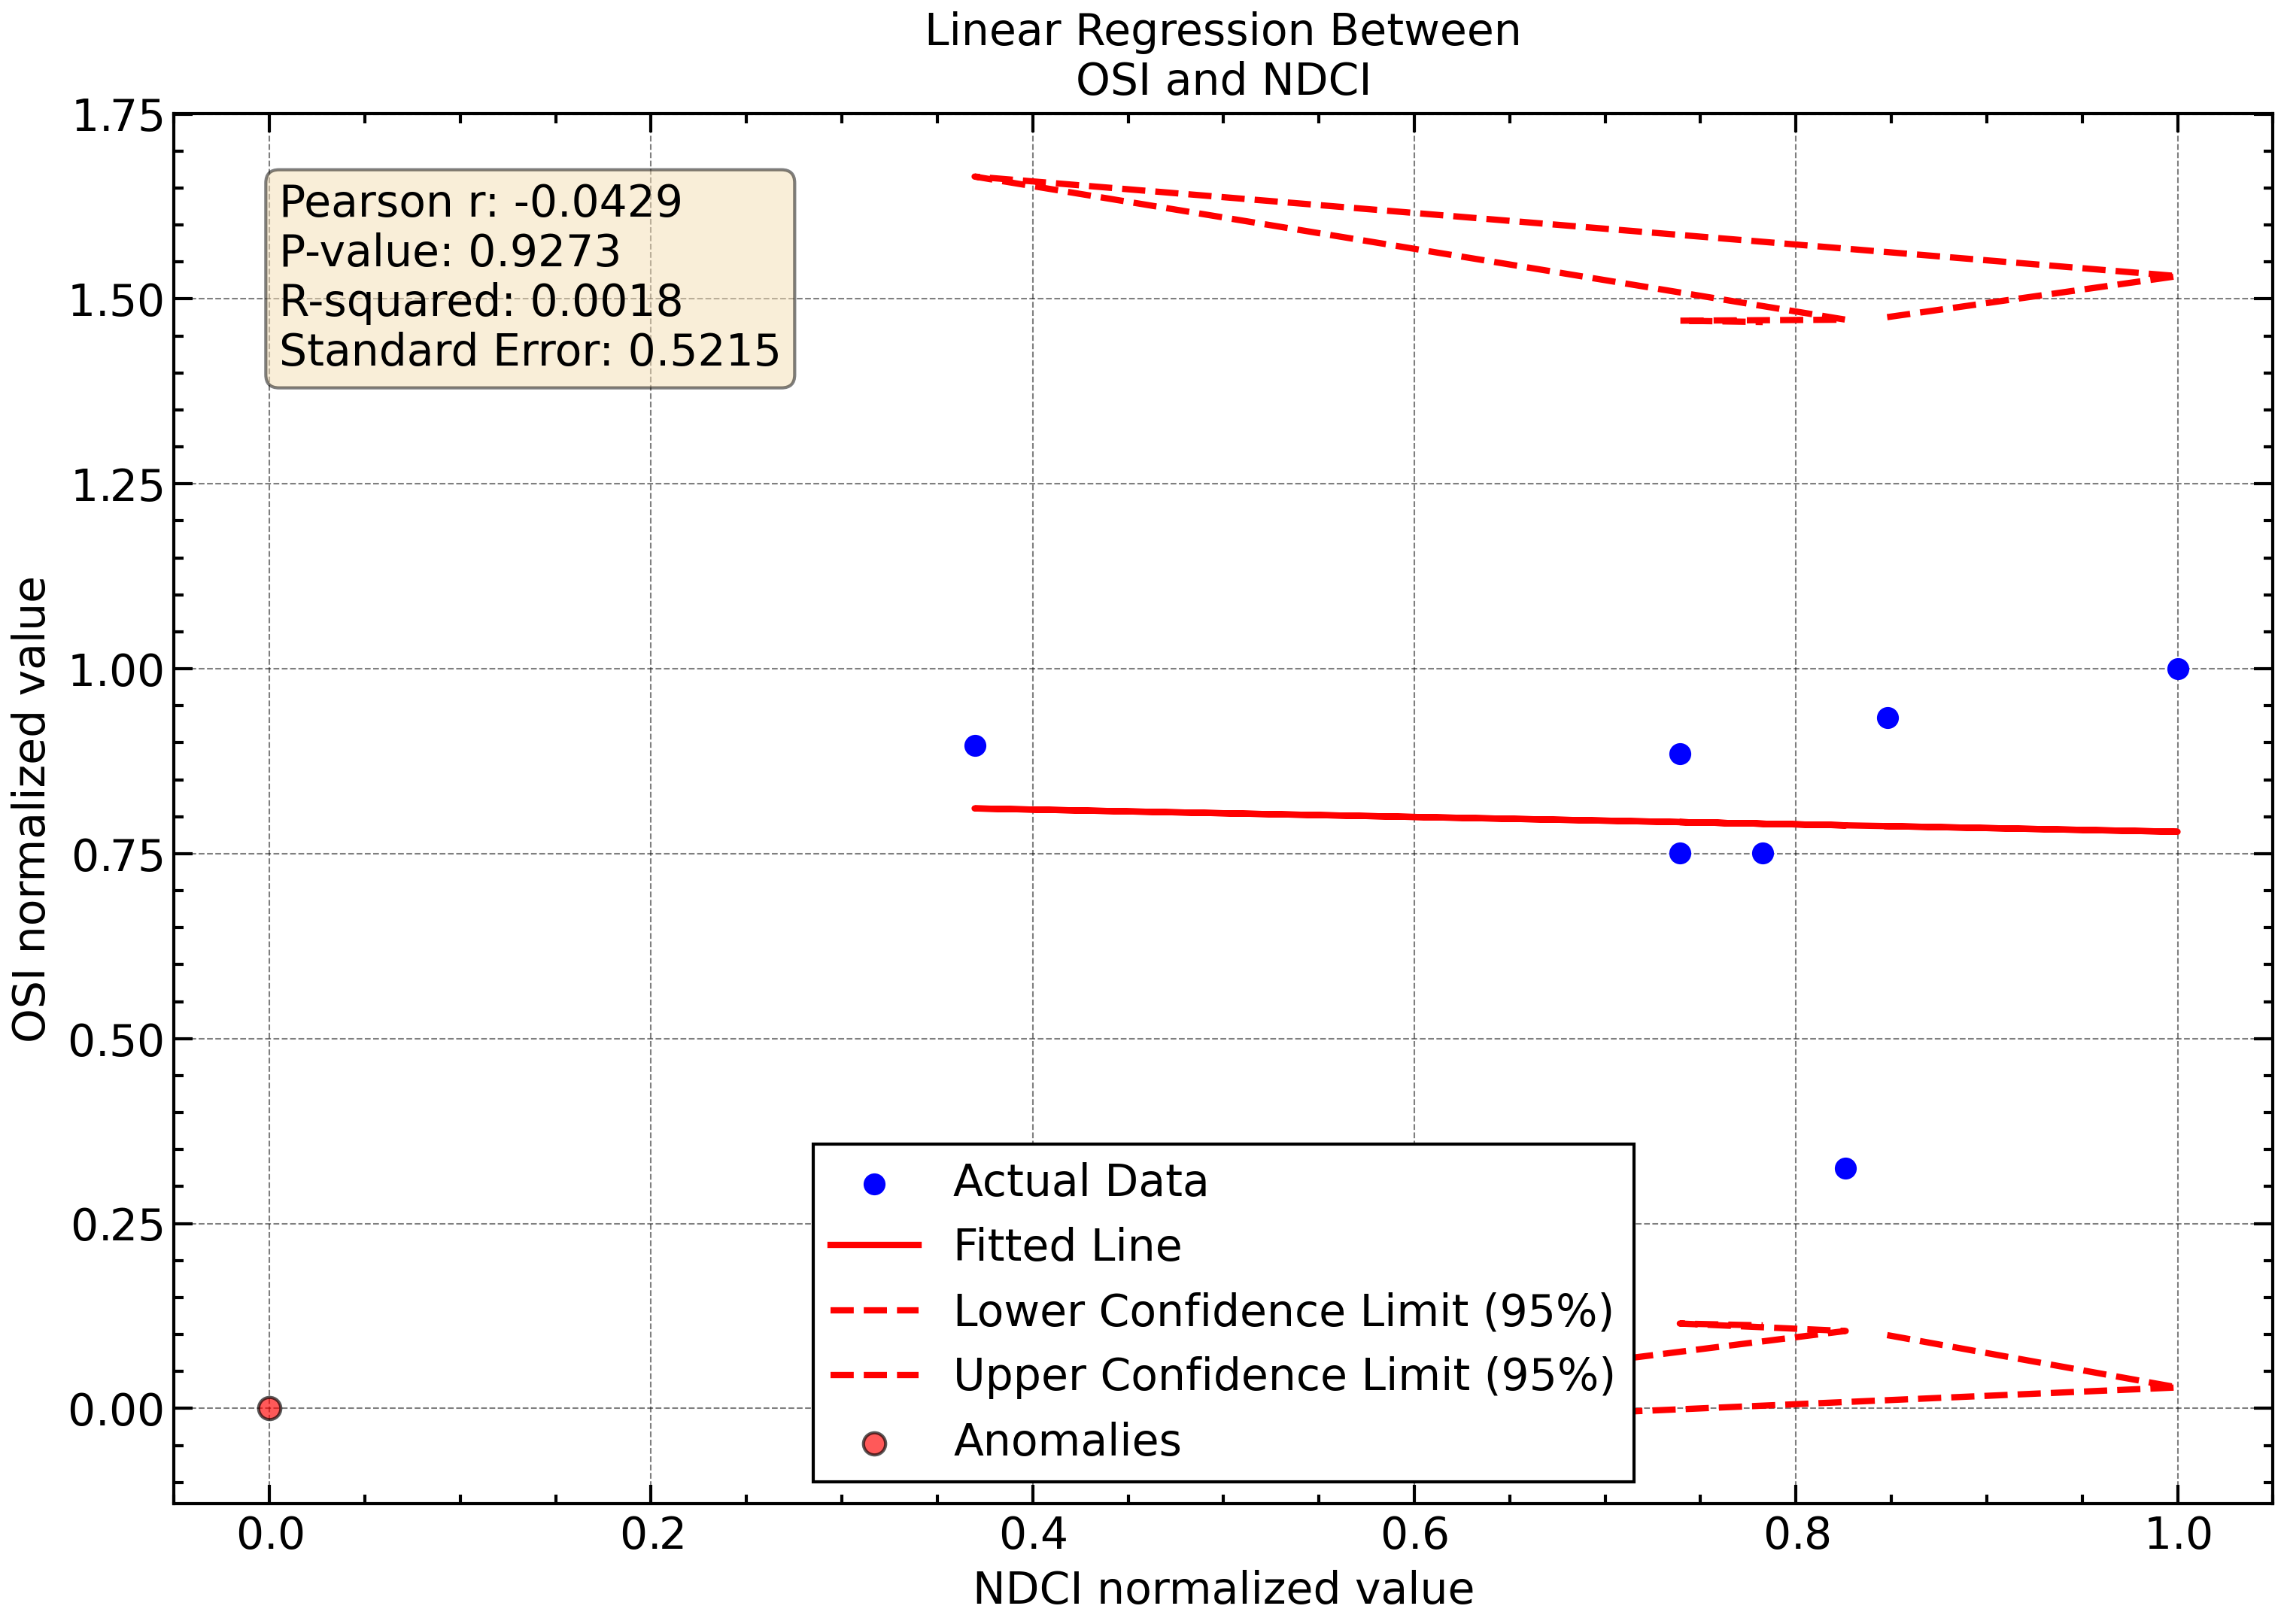 Linear Regression Between
OSI and NDCI
1.75
1.50
1.25
1.00
0.75
0.50
0.25
0.00
OSI normalized value
Pearson r: -0.0429
P-value: 0.9273
R-squared: 0.0018
Standard Error: 0.5215
Actual Data
Fitted Line
Lower Confidence Limit (95%)
Upper Confidence Limit (95%)
Anomalies
0.0 0.2 0.4 0.6 0.8 1.0
NDCI normalized value